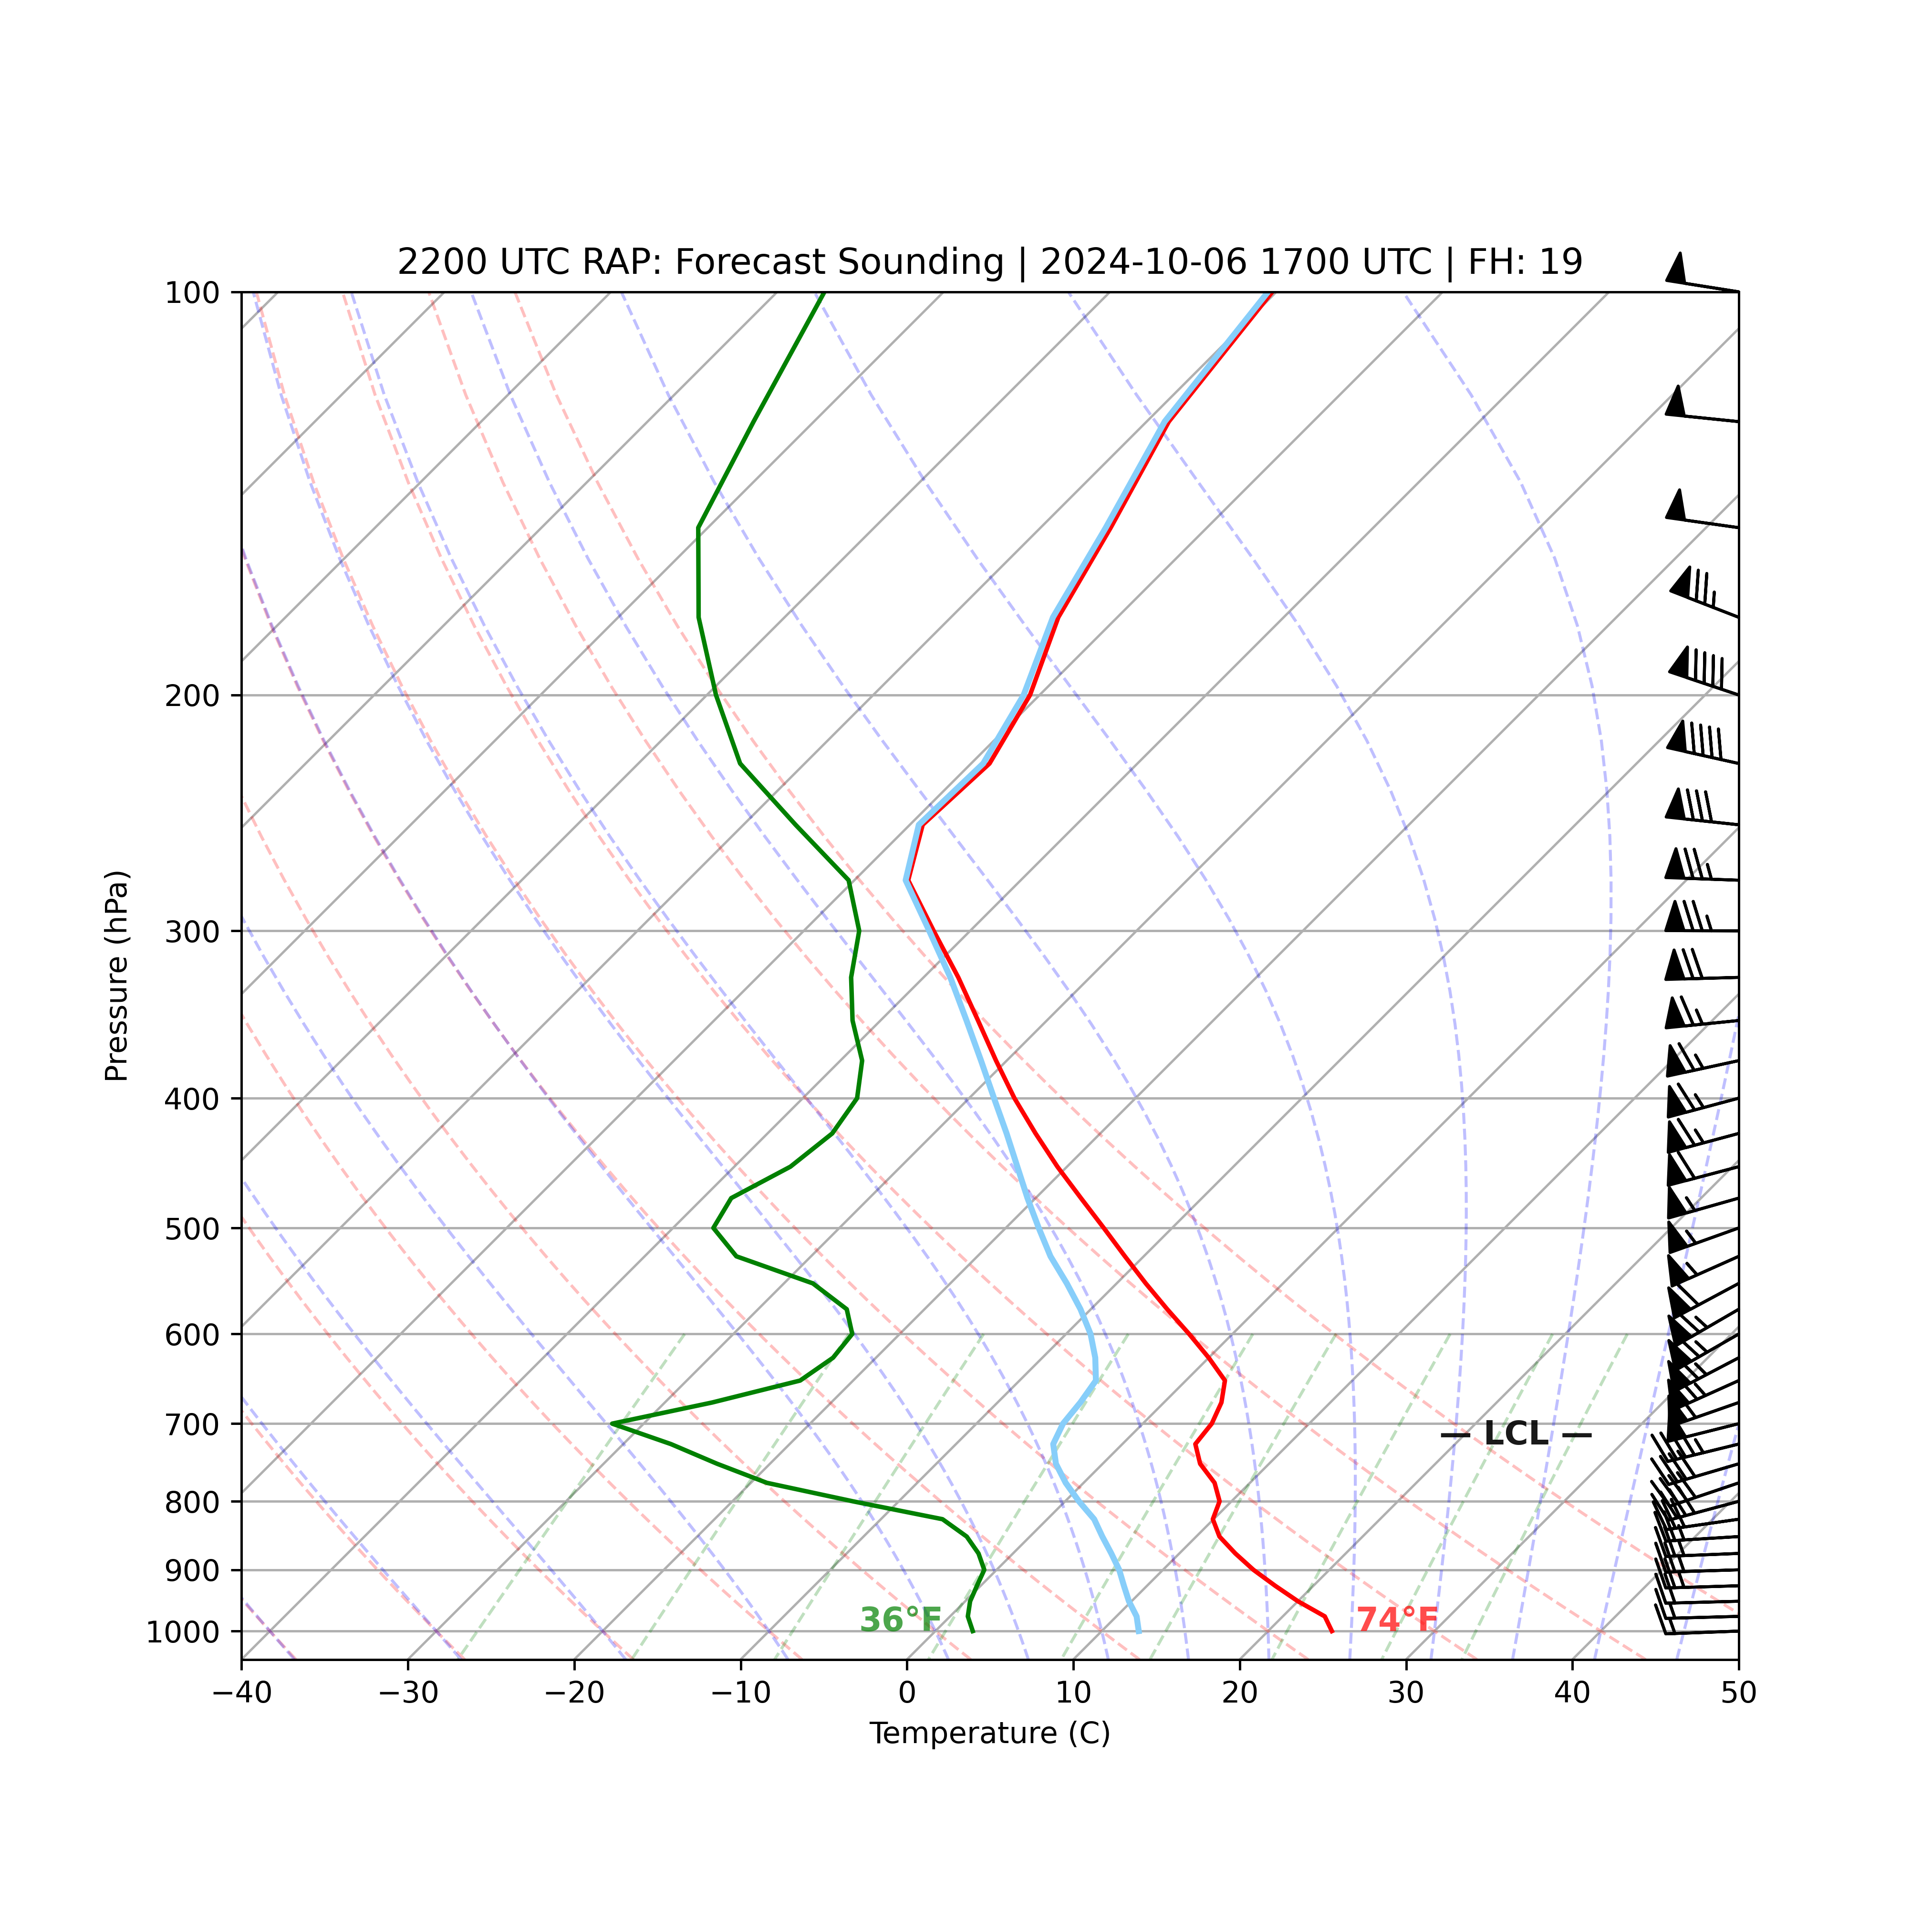 2200 UTC RAP: Forecast Sounding | 2024-10-06 1700 UTC | FH: 19
100
200
300
400
500
600
700
800
900
1000
Pressure (hPa)
— LCL —
36°F
74°F
−40 −30 −20 −10 0 10 20 30 40 50
Temperature (C)